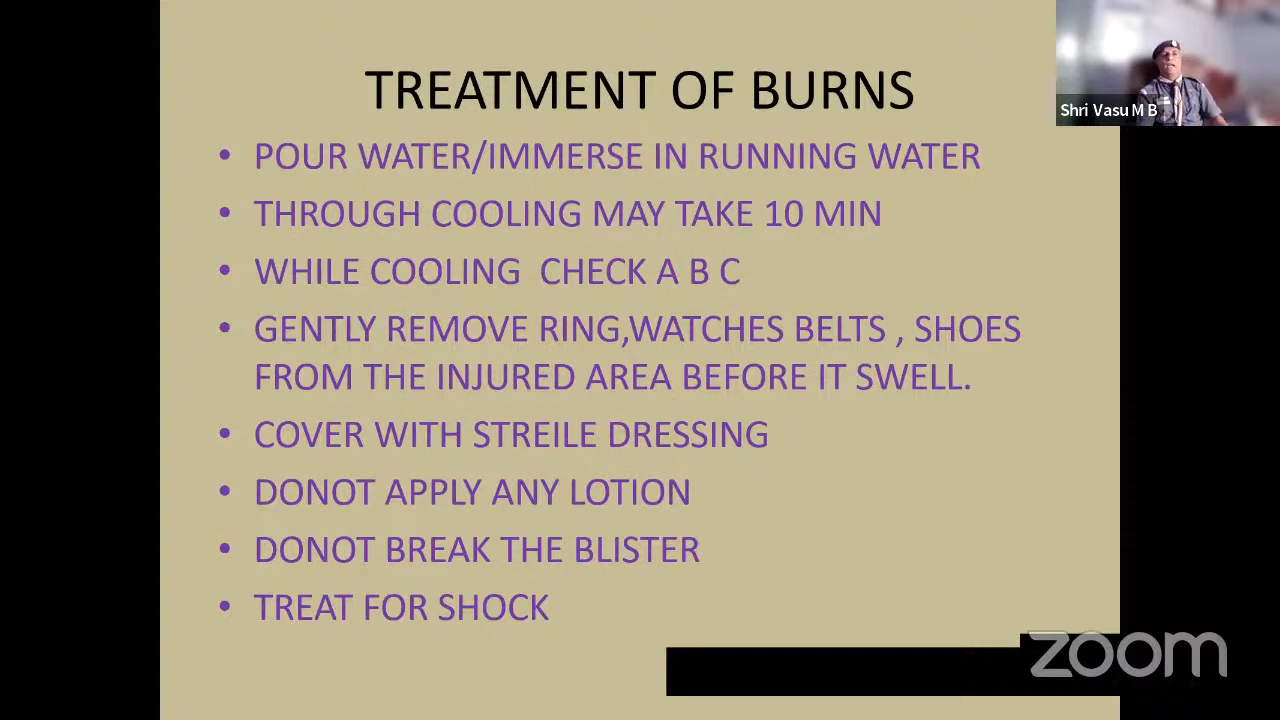 TREATMENT OF BURNS
Shri Vasu M B
• POUR WATER/IMMERSE IN RUNNING WATER
• THROUGH COOLING MAY TAKE 10 MIN
• WHILE COOLING CHECK A B C
• GENTLY REMOVE RING,WATCHES BELTS , SHOES
FROM THE INJURED AREA BEFORE IT SWELL.
• COVER WITH STREILE DRESSING
• DONOT APPLY ANY LOTION
• DONOT BREAK THE BLISTER
• TREAT FOR SHOCK
zoom